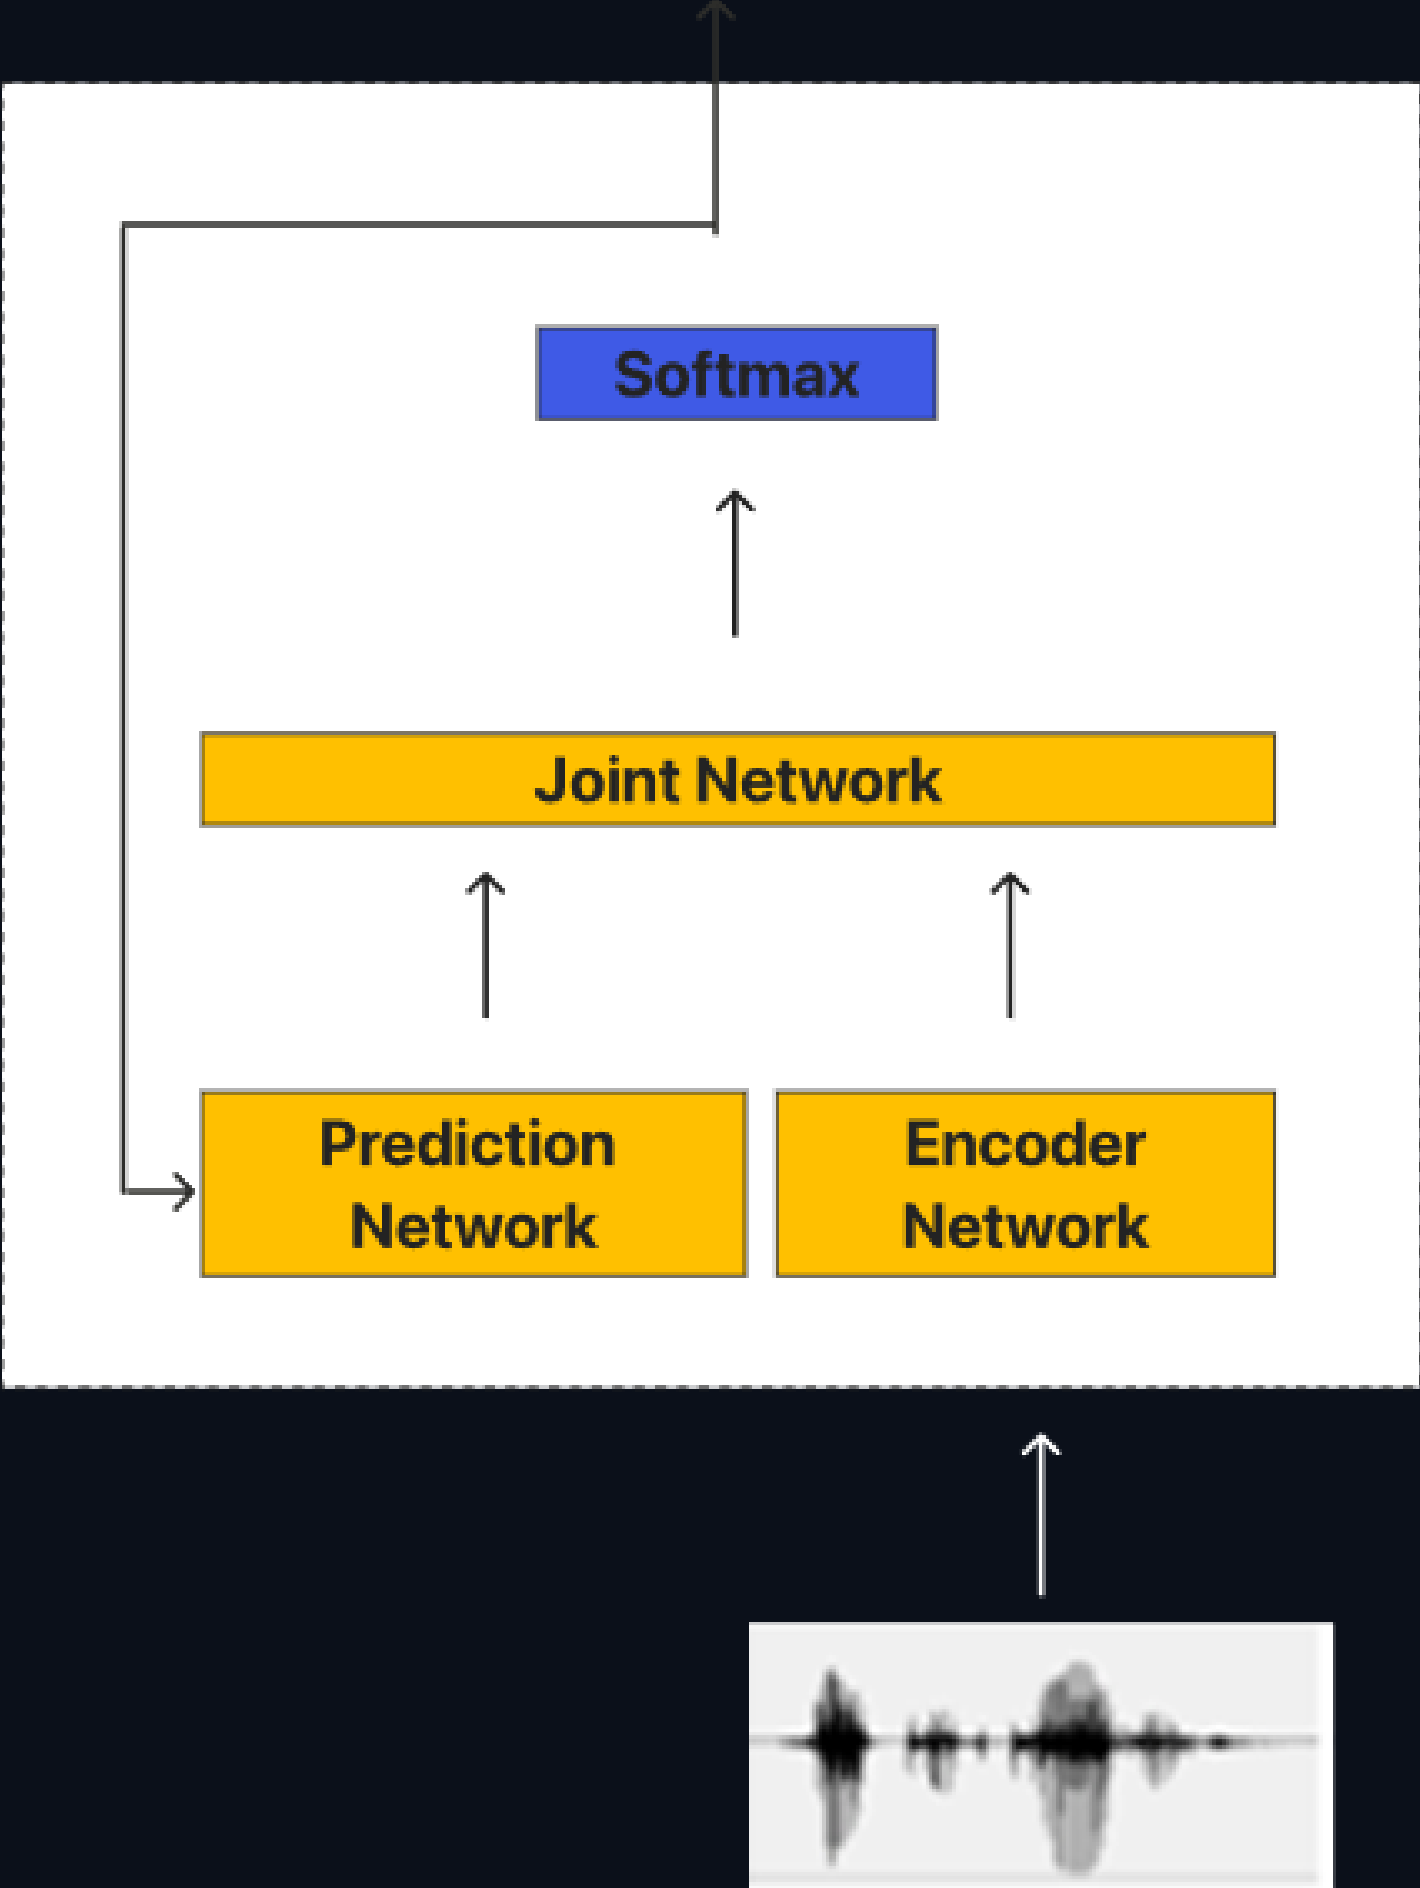 Softmax
Joint Network
Prediction
Network
Encoder
Network